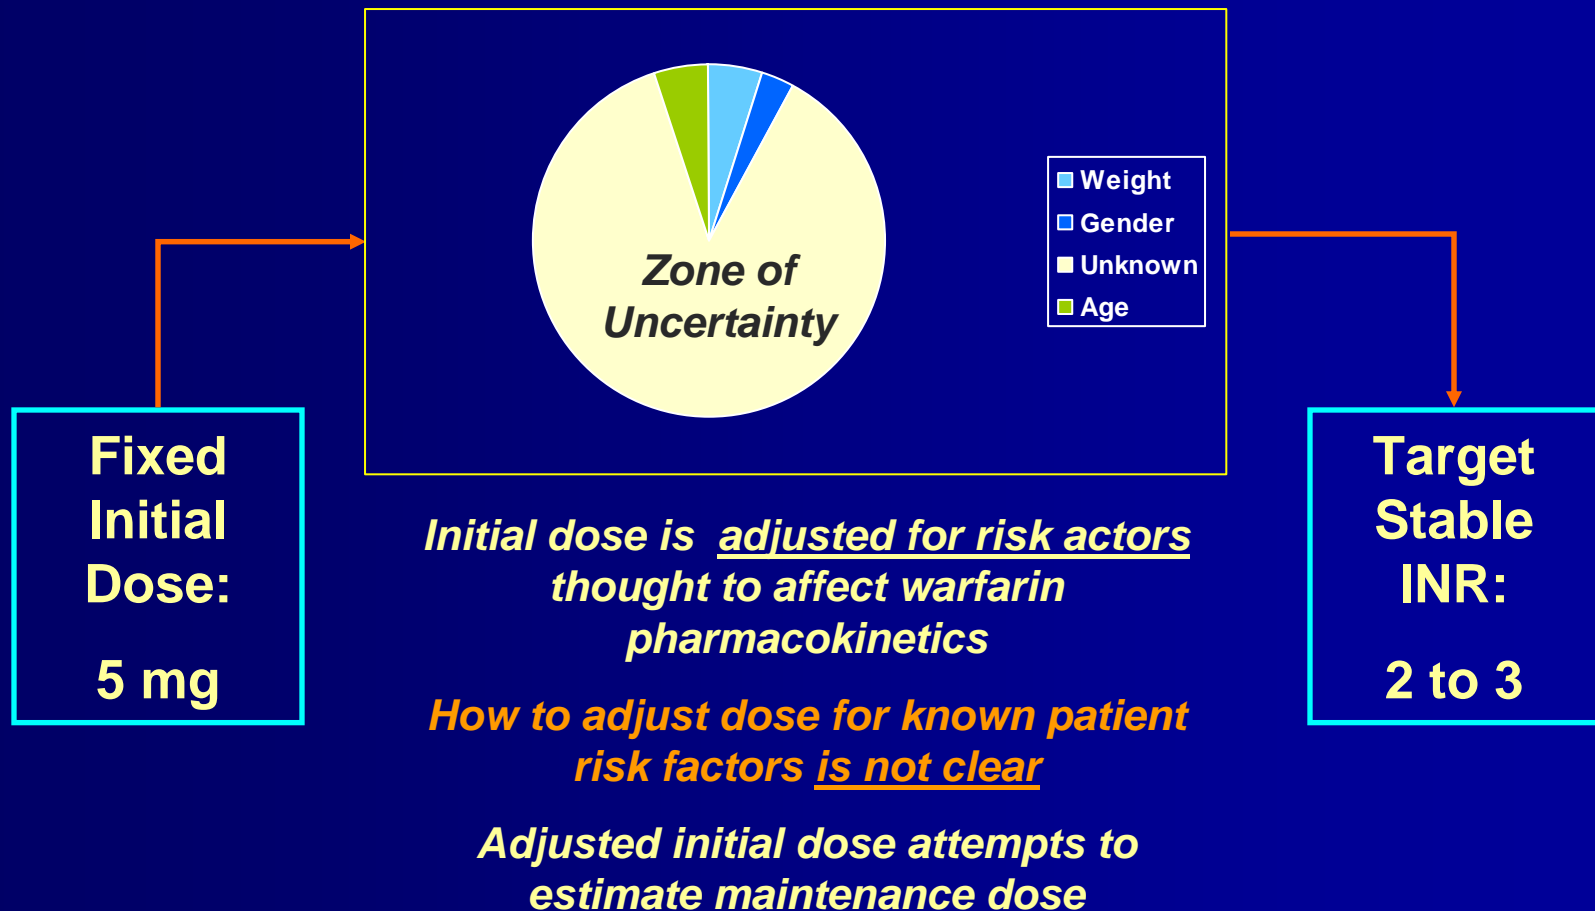 Zone of
Uncertainty
Weight
Gender
Unknown
Age
Fixed
Initial
Dose:
5 mg
Target
Stable
INR:
2 to 3
Initial dose is adjusted for risk actors
thought to affect warfarin
pharmacokinetics
How to adjust dose for known patient
risk factors is not clear
Adjusted initial dose attempts to
estimate maintenance dose